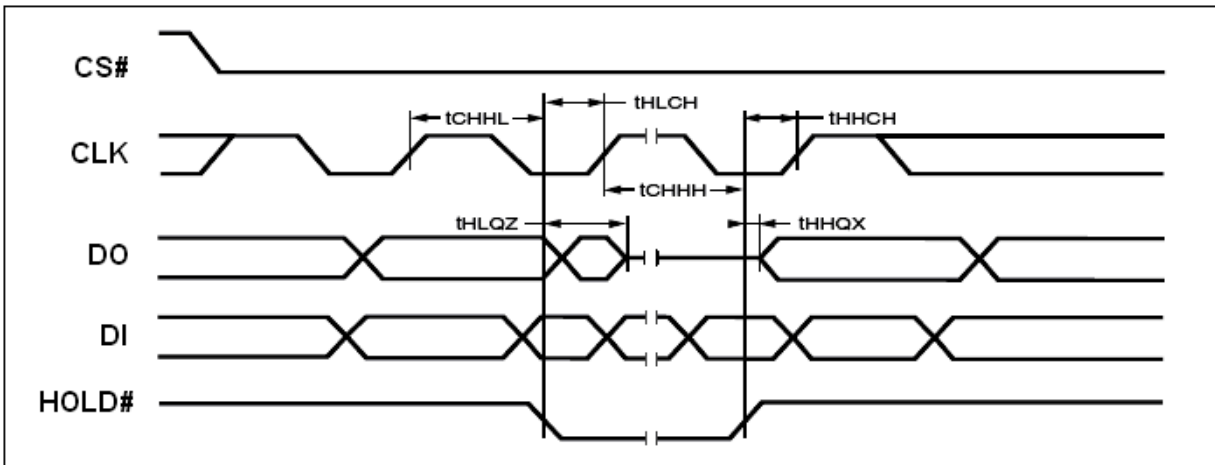 CS#
tCHHL
tHLCH
tHHCH
CLK
tCHHH
tHLQZ
tHHQX
DO
DI
HOLD#